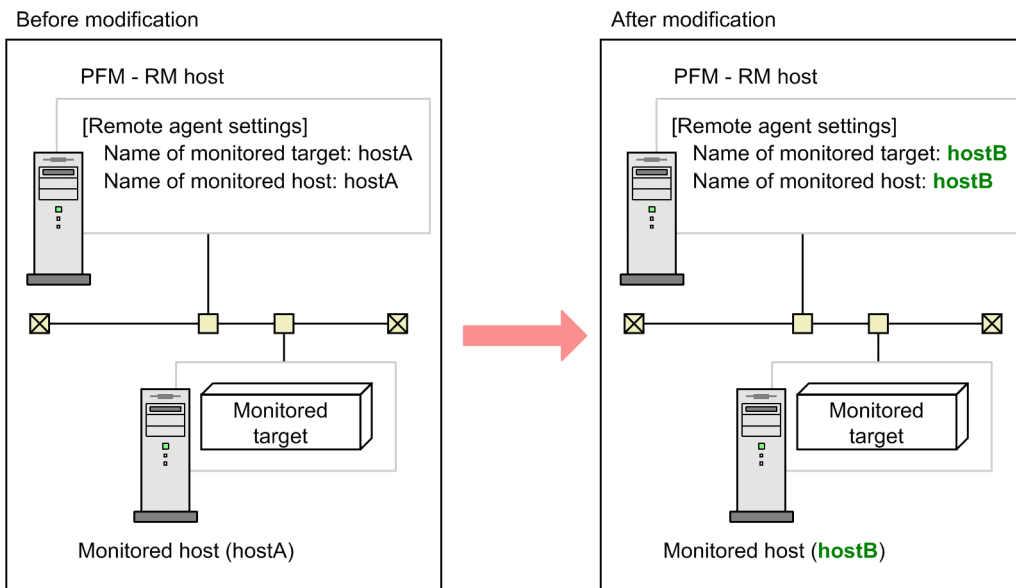 Before modification
PFM - RM host
[Remote agent settings]
Name of monitored target: hostA
Name of monitored host: hostA
Monitored
target
Monitored host (hostA)
After modification
PFM - RM host
[Remote agent settings]
Name of monitored target: hostB
Name of monitored host: hostB
Monitored
target
Monitored host (hostB)